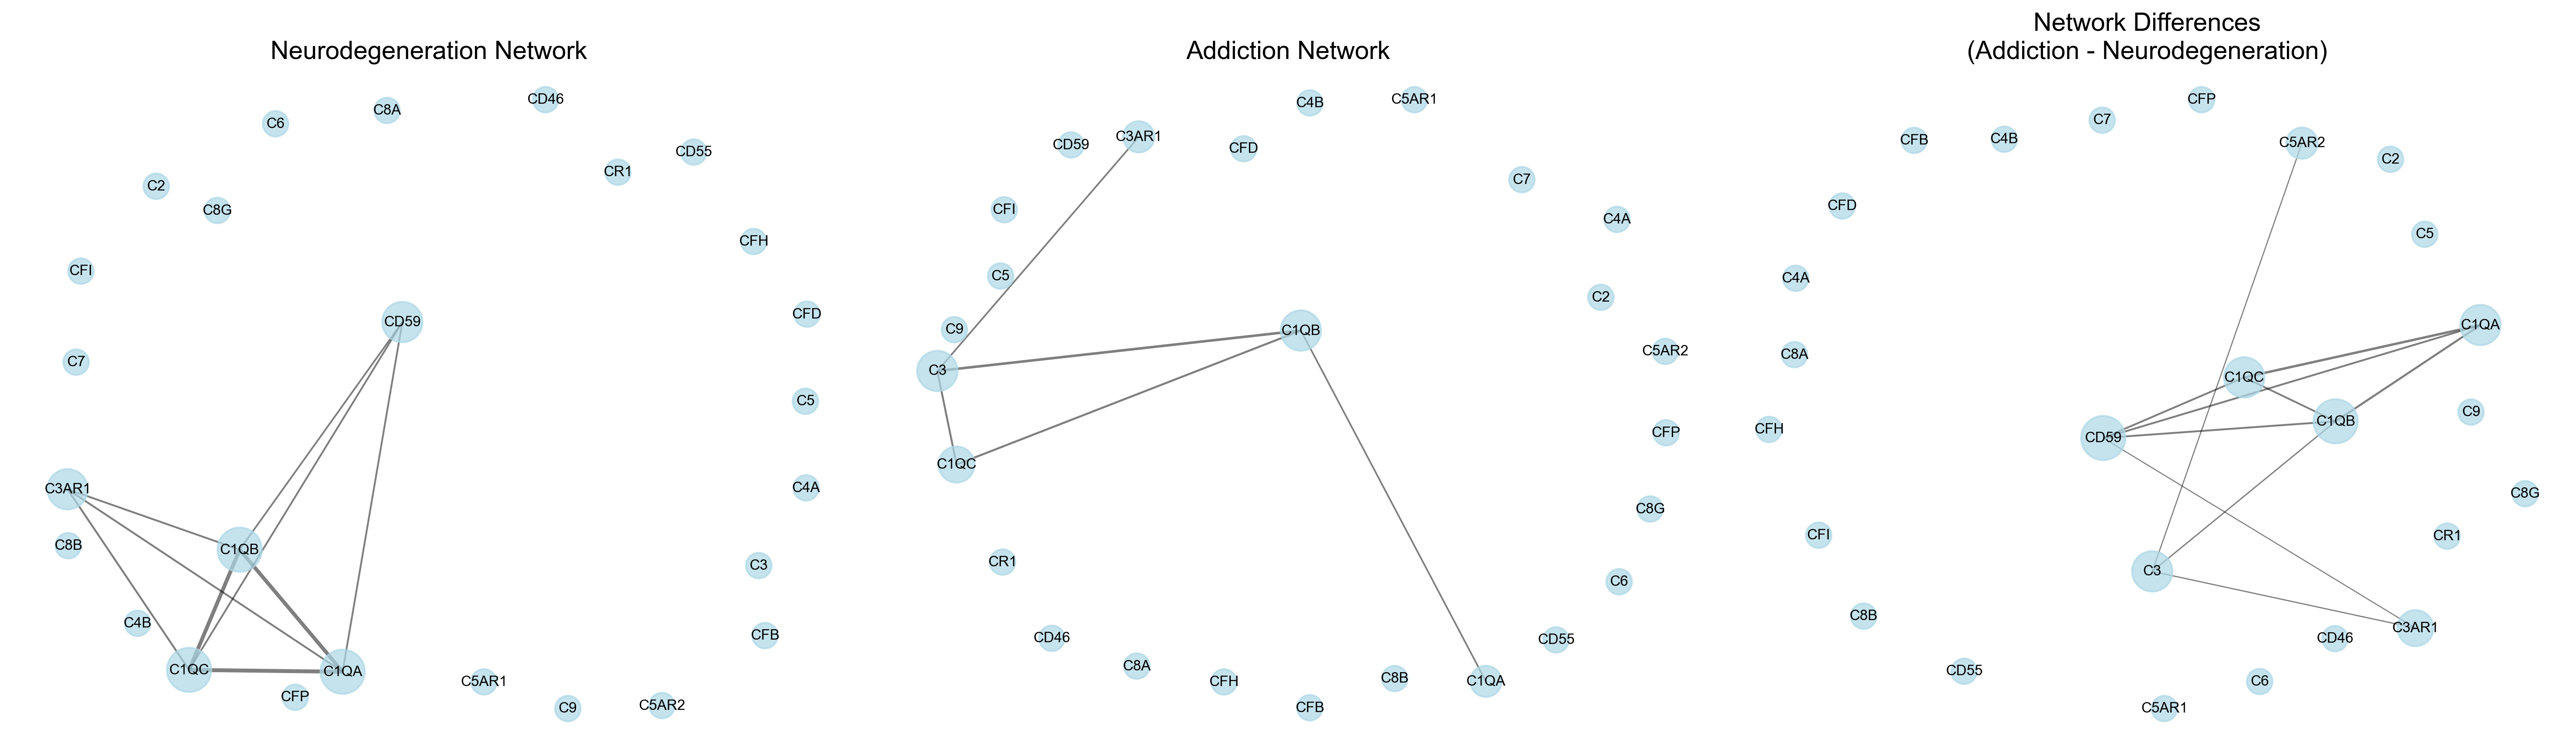 Neurodegeneration Network
CD46
C8A
C6
CD55
CR1
C2
C8G
CFH
CFI
CFD
CD59
C7
C5
C3AR1
C4A
C8B
C1QB
C3
C4B
CFB
C1QC
C1QA
C5AR1
CFP
C9
C5AR2
Addiction Network
C4B
C5AR1
C3AR1
CD59
CFD
C7
CFI
C4A
C5
C2
C9
C1QB
C5AR2
C3
CFP
C1QC
C8G
CR1
C6
CD46
CD55
C8A
C8B
CFH
C1QA
CFB
Network Differences
(Addiction - Neurodegeneration)
CFP
C7
CFB
C4B
C5AR2
C2
CFD
C5
C4A
C1QA
C8A
C1QC
C9
C1QB
CFH
CD59
C8G
CFI
CR1
C3
C8B
C3AR1
CD46
CD55
C6
C5AR1